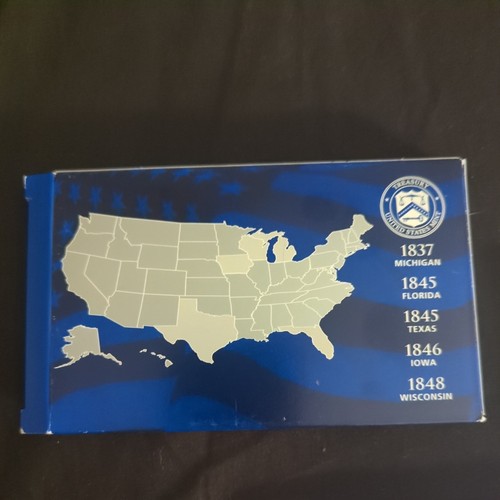 TREASURY
UNITED STATES MINT
1837
MICHIGAN
1845
FLORIDA
1845
TEXAS
1846
IOWA
1848
WISCONSIN